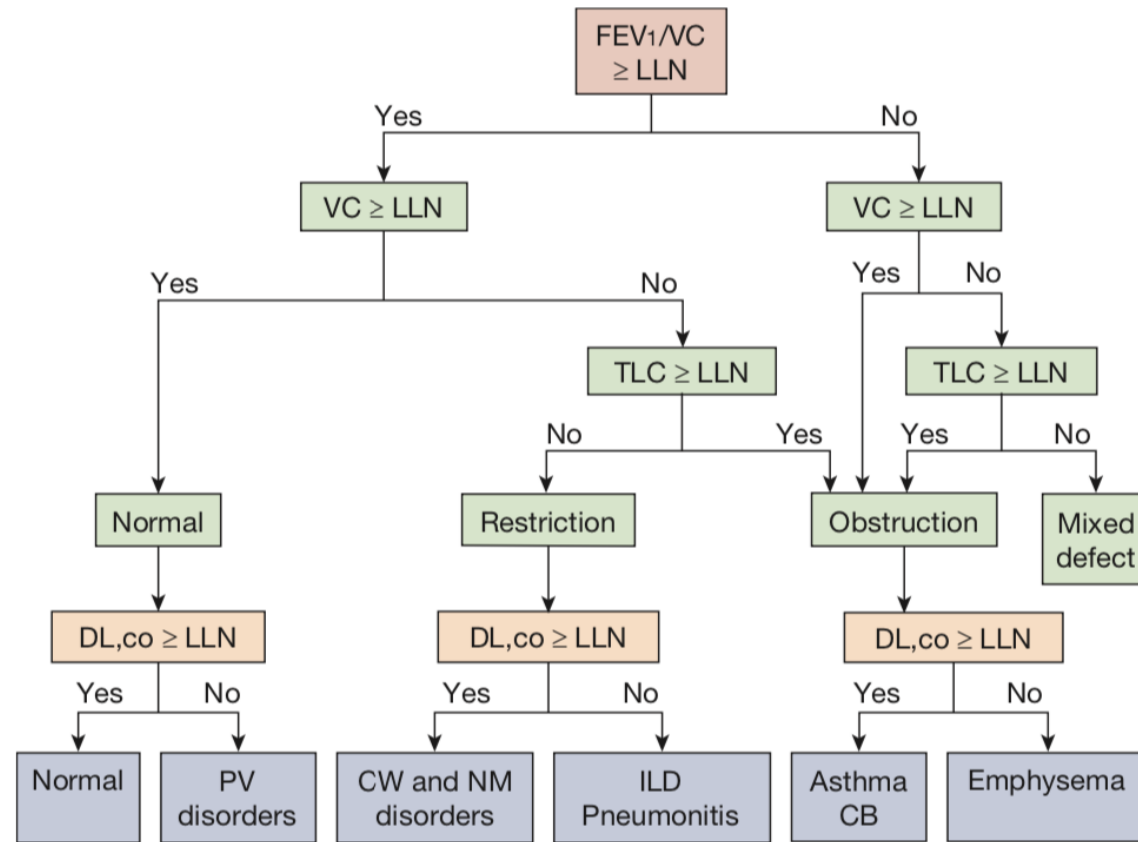 FEV₁/VC
≥ LLN
Yes
No
VC ≥ LLN
VC ≥ LLN
Yes
No
Yes
No
TLC ≥ LLN
TLC ≥ LLN
No
Yes
Yes
No
Normal
Restriction
Obstruction
Mixed
defect
DL,co ≥ LLN
DL,co ≥ LLN
DL,co ≥ LLN
Yes
No
Yes
No
Yes
No
Normal
PV
disorders
CW and NM
disorders
ILD
Pneumonitis
Asthma
CB
Emphysema